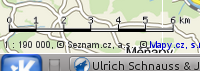 0 1 2 3 4 5 6 km
1 : 190 000, © Seznam.cz, a.s., © Mapy.cz, s
Ulrich Schnauss & J